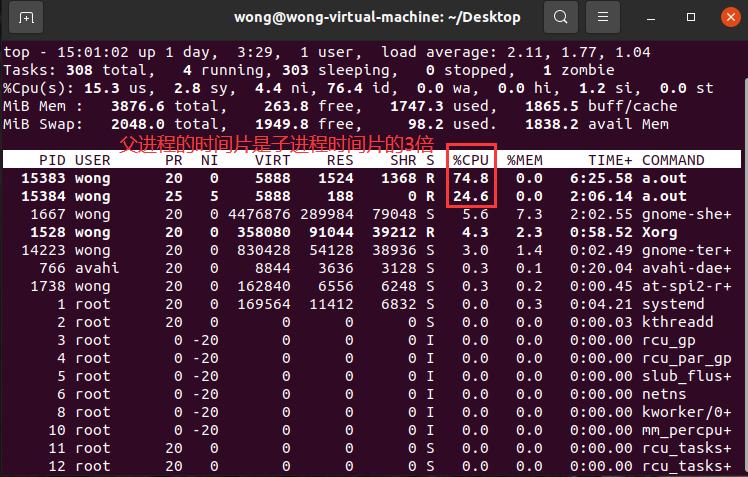 wong@wong-virtual-machine: ~/Desktop
top - 15:01:02 up 1 day,  3:29,  1 user,  load average: 2.11, 1.77, 1.04
Tasks: 308 total,   4 running, 303 sleeping,   0 stopped,   1 zombie
%Cpu(s): 15.3 us,  2.8 sy,  4.4 ni, 76.4 id,  0.0 wa,  0.0 hi,  1.2 si,  0.0 st
MiB Mem :   3876.6 total,    263.8 free,   1747.3 used,   1865.5 buff/cache
MiB Swap:   2048.0 total,   1949.8 free,     98.2 used.   1838.2 avail Mem
父进程的时间片是子进程时间片的3倍
PID USER      PR  NI    VIRT    RES    SHR S  %CPU  %MEM     TIME+ COMMAND
15383 wong      20   0    5888   1524   1368 R  74.8   0.0   6:25.58 a.out
15384 wong      25   5    5888    188      0 R  24.6   0.0   2:06.14 a.out
1667 wong      20   0 4476876 289984  79048 S   5.6   7.3   2:02.55 gnome-she+
1528 wong      20   0  358080  91044  39212 R   4.3   2.3   0:58.52 Xorg
14223 wong      20   0  830428  54128  38936 S   3.0   1.4   0:02.49 gnome-ter+
766 avahi     20   0    8844   3636   3128 S   0.3   0.1   0:20.04 avahi-dae+
1738 wong      20   0  162840   6556   6248 S   0.3   0.2   0:00.45 at-spi2-r+
1 root      20   0  169564  11412   6832 S   0.0   0.3   0:04.21 systemd
2 root      20   0       0      0      0 S   0.0   0.0   0:00.03 kthreadd
3 root       0 -20       0      0      0 I   0.0   0.0   0:00.00 rcu_gp
4 root       0 -20       0      0      0 I   0.0   0.0   0:00.00 rcu_par_gp
5 root       0 -20       0      0      0 I   0.0   0.0   0:00.00 slub_flus+
6 root       0 -20       0      0      0 I   0.0   0.0   0:00.00 netns
8 root       0 -20       0      0      0 I   0.0   0.0   0:00.00 kworker/0+
10 root       0 -20       0      0      0 I   0.0   0.0   0:00.00 mm_percpu+
11 root      20   0       0      0      0 S   0.0   0.0   0:00.00 rcu_tasks+
12 root      20   0       0      0      0 S   0.0   0.0   0:00.00 rcu_tasks+